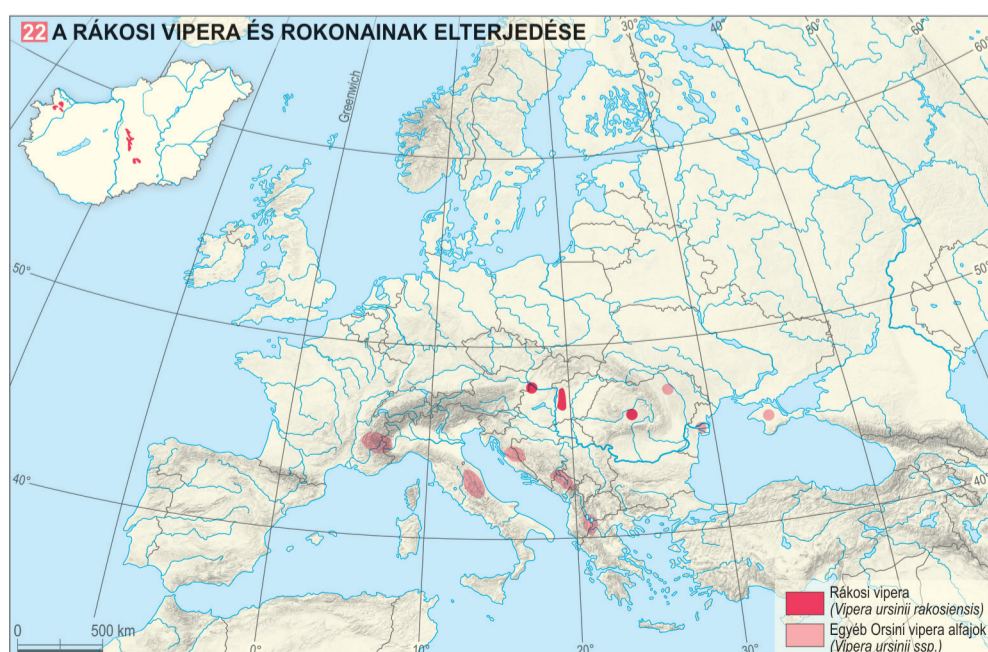 22 A RÁKOSI VIPERA ÉS ROKONAINAK ELTERJEDÉSE
30°
40°
50°
60°
60°
Greenwich
50°
50°
40°
40°
Rákosi vipera
(Vipera ursinii rakosiensis)
Egyéb Orsini vipera alfajok
(Vipera ursinii ssp.)
0 500 km
0°
10°
20°
30°